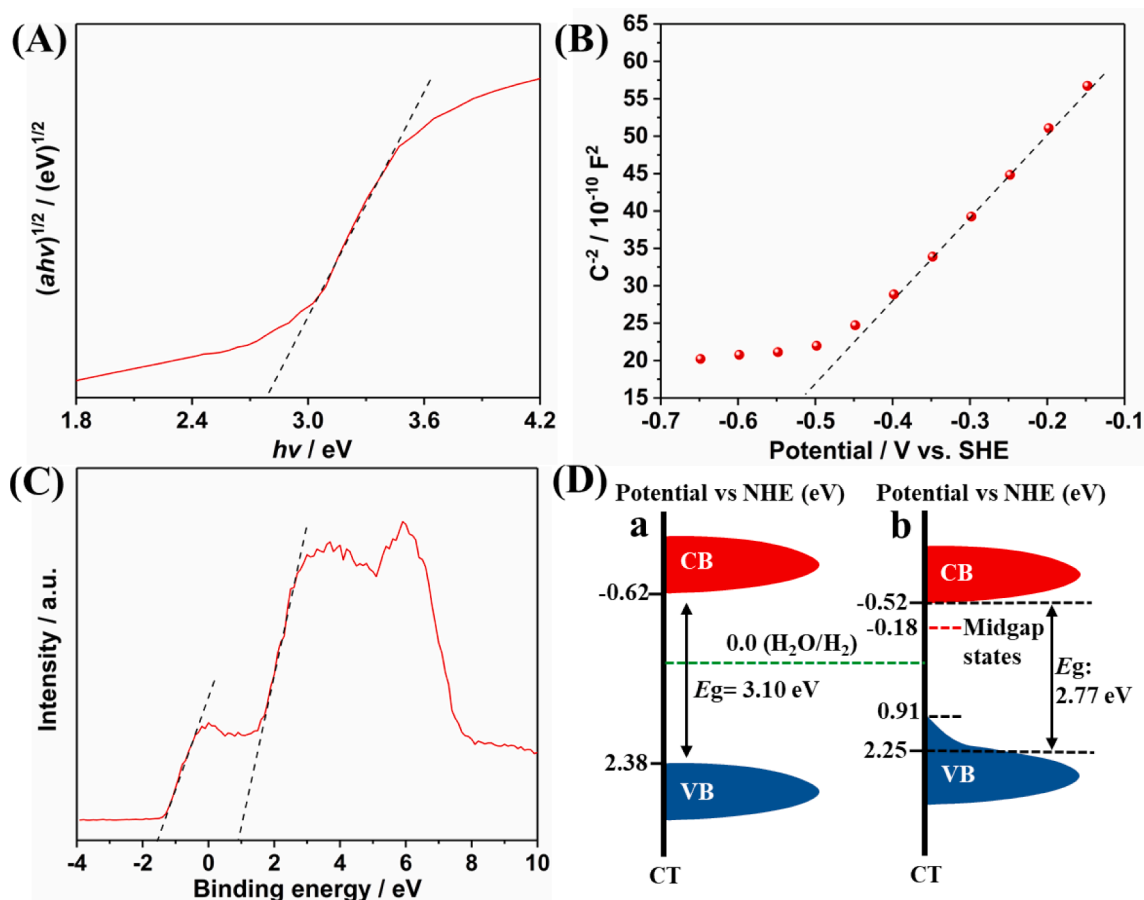 (A)
(ahv)^1/2 / (eV)^1/2
1.8 2.4 3.0 3.6 4.2
hv / eV
(B)
65
60
55
50
45
40
35
30
25
20
15
C^-2 / 10^-10 F^2
-0.7 -0.6 -0.5 -0.4 -0.3 -0.2 -0.1
Potential / V vs. SHE
(C)
Intensity / a.u.
-4 -2 0 2 4 6 8 10
Binding energy / eV
(D)
Potential vs NHE (eV)
a
CB
-0.62
0.0 (H₂O/H₂)
Eg= 3.10 eV
2.38
VB
CT
Potential vs NHE (eV)
b
CB
-0.52
-0.18
Midgap
states
Eg:
2.77 eV
0.91
2.25
VB
CT